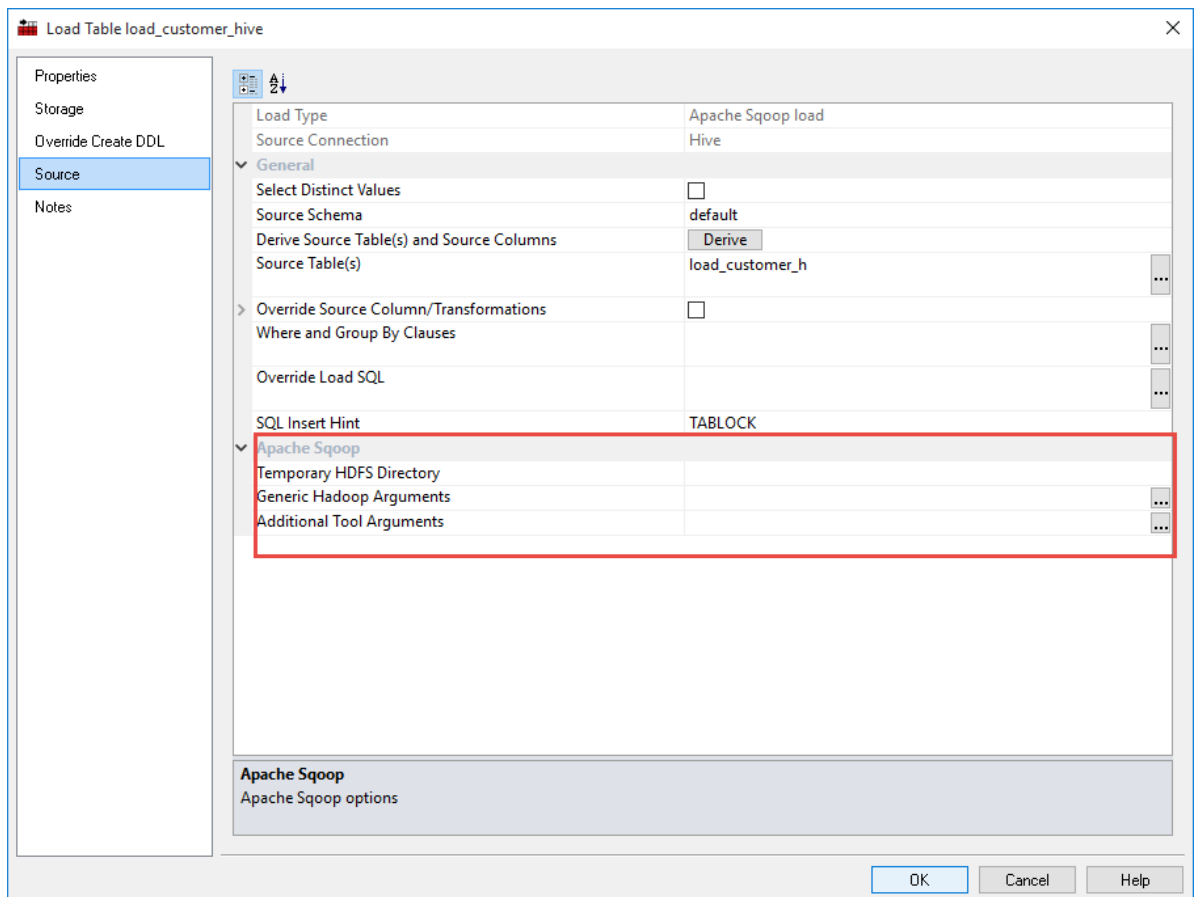 Load Table load_customer_hive
Properties
Storage
Override Create DDL
Source
Notes
Load Type Apache Sqoop load
Source Connection Hive
General
Select Distinct Values
Source Schema default
Derive Source Table(s) and Source Columns Derive
Source Table(s) load_customer_h
...
Override Source Column/Transformations
Where and Group By Clauses
...
Override Load SQL
...
SQL Insert Hint TABLOCK
Apache Sqoop
Temporary HDFS Directory
Generic Hadoop Arguments ...
Additional Tool Arguments ...
Apache Sqoop
Apache Sqoop options
OK Cancel Help